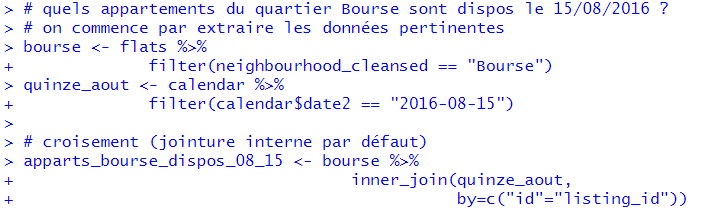 > # quels appartements du quartier Bourse sont dispos le 15/08/2016 ?
> # on commence par extraire les données pertinentes
> bourse <- flats %>%
+           filter(neighbourhood_cleansed == "Bourse")
> quinze_aout <- calendar %>%
+           filter(calendar$date2 == "2016-08-15")
>
> # croisement (jointure interne par défaut)
> apparts_bourse_dispos_08_15 <- bourse %>%
+                                 inner_join(quinze_aout,
+                                            by=c("id"="listing_id"))